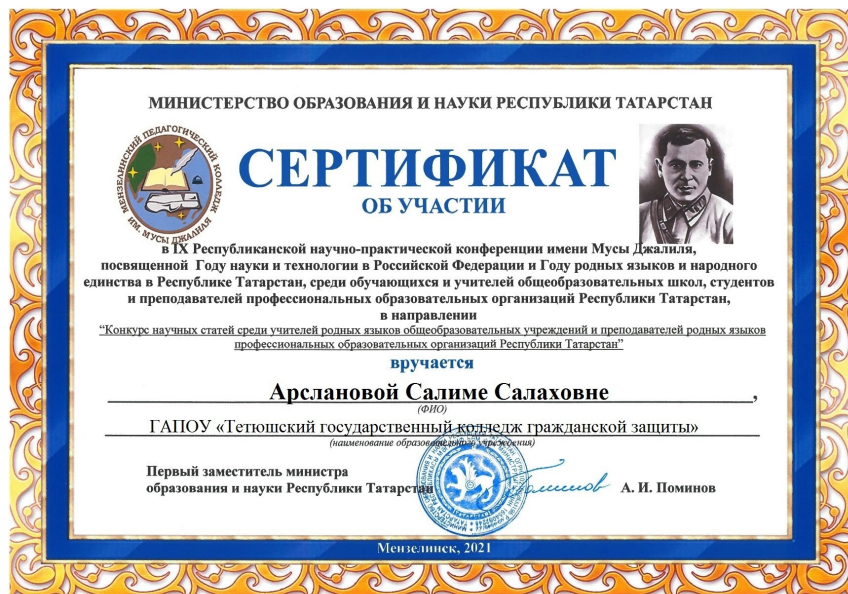 МИНИСТЕРСТВО ОБРАЗОВАНИЯ И НАУКИ РЕСПУБЛИКИ ТАТАРСТАН
МЕНЗЕЛИНСКИЙ ПЕДАГОГИЧЕСКИЙ КОЛЛЕДЖ
ИМ. МУСЫ ДЖАЛИЛЯ
СЕРТИФИКАТ
ОБ УЧАСТИИ
в IX Республиканской научно-практической конференции имени Мусы Джалиля,
посвященной Году науки и технологии в Российской Федерации и Году родных языков и народного
единства в Республике Татарстан, среди обучающихся и учителей общеобразовательных школ, студентов
и преподавателей профессиональных образовательных организаций Республики Татарстан,
в направлении
“Конкурс научных статей среди учителей родных языков общеобразовательных учреждений и преподавателей родных языков
профессиональных образовательных организаций Республики Татарстан”
вручается
Арслановой Салиме Салаховне,
(ФИО)
ГАПОУ «Тетюшский государственный колледж гражданской защиты»
(наименование образовательного учреждения)
Первый заместитель министра
образования и науки Республики Татарстан А. И. Поминов
Мензелинск, 2021